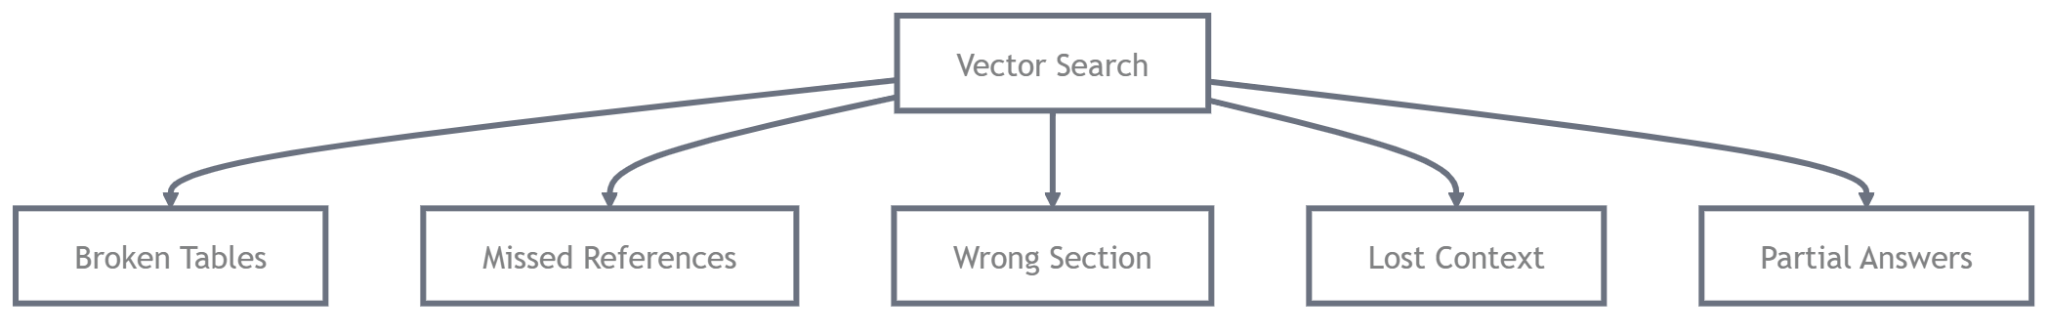 Vector Search
Broken Tables
Missed References
Wrong Section
Lost Context
Partial Answers